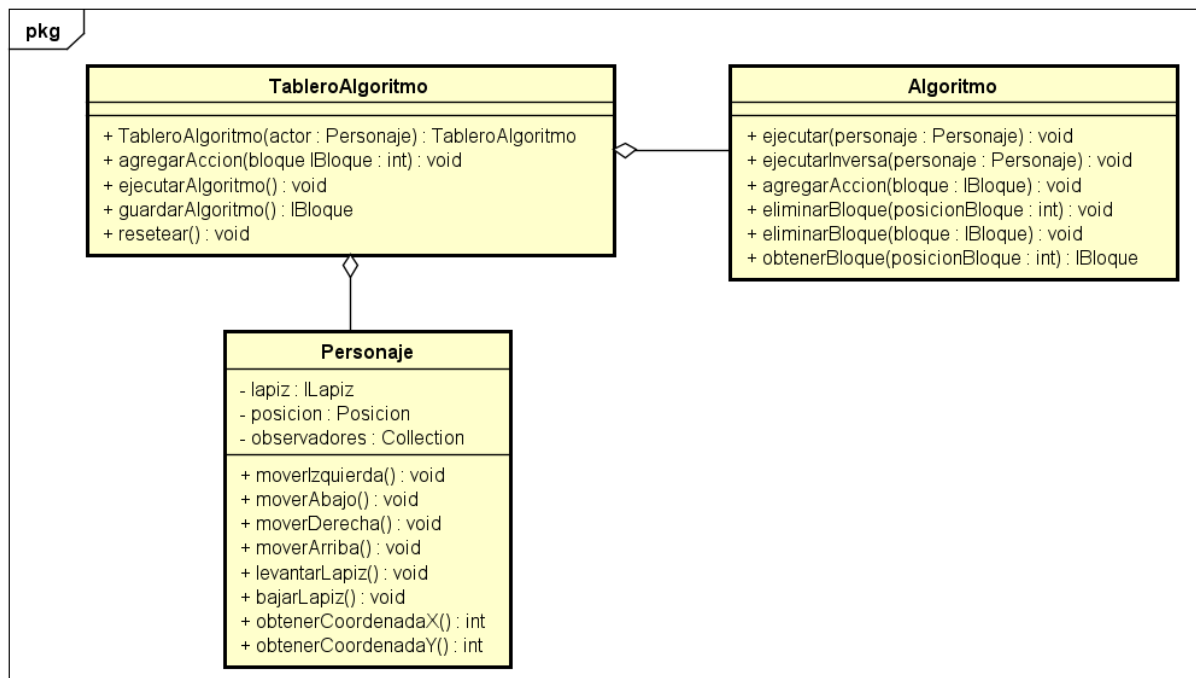 pkg
TableroAlgoritmo
+ TableroAlgoritmo(actor : Personaje) : TableroAlgoritmo
+ agregarAccion(bloque IBloque : int) : void
+ ejecutarAlgoritmo() : void
+ guardarAlgoritmo() : IBloque
+ resetear() : void
Algoritmo
+ ejecutar(personaje : Personaje) : void
+ ejecutarInversa(personaje : Personaje) : void
+ agregarAccion(bloque : IBloque) : void
+ eliminarBloque(posicionBloque : int) : void
+ eliminarBloque(bloque : IBloque) : void
+ obtenerBloque(posicionBloque : int) : IBloque
Personaje
- lapiz : ILapiz
- posicion : Posicion
- observadores : Collection
+ moverIzquierda() : void
+ moverAbajo() : void
+ moverDerecha() : void
+ moverArriba() : void
+ levantarLapiz() : void
+ bajarLapiz() : void
+ obtenerCoordenadaX() : int
+ obtenerCoordenadaY() : int